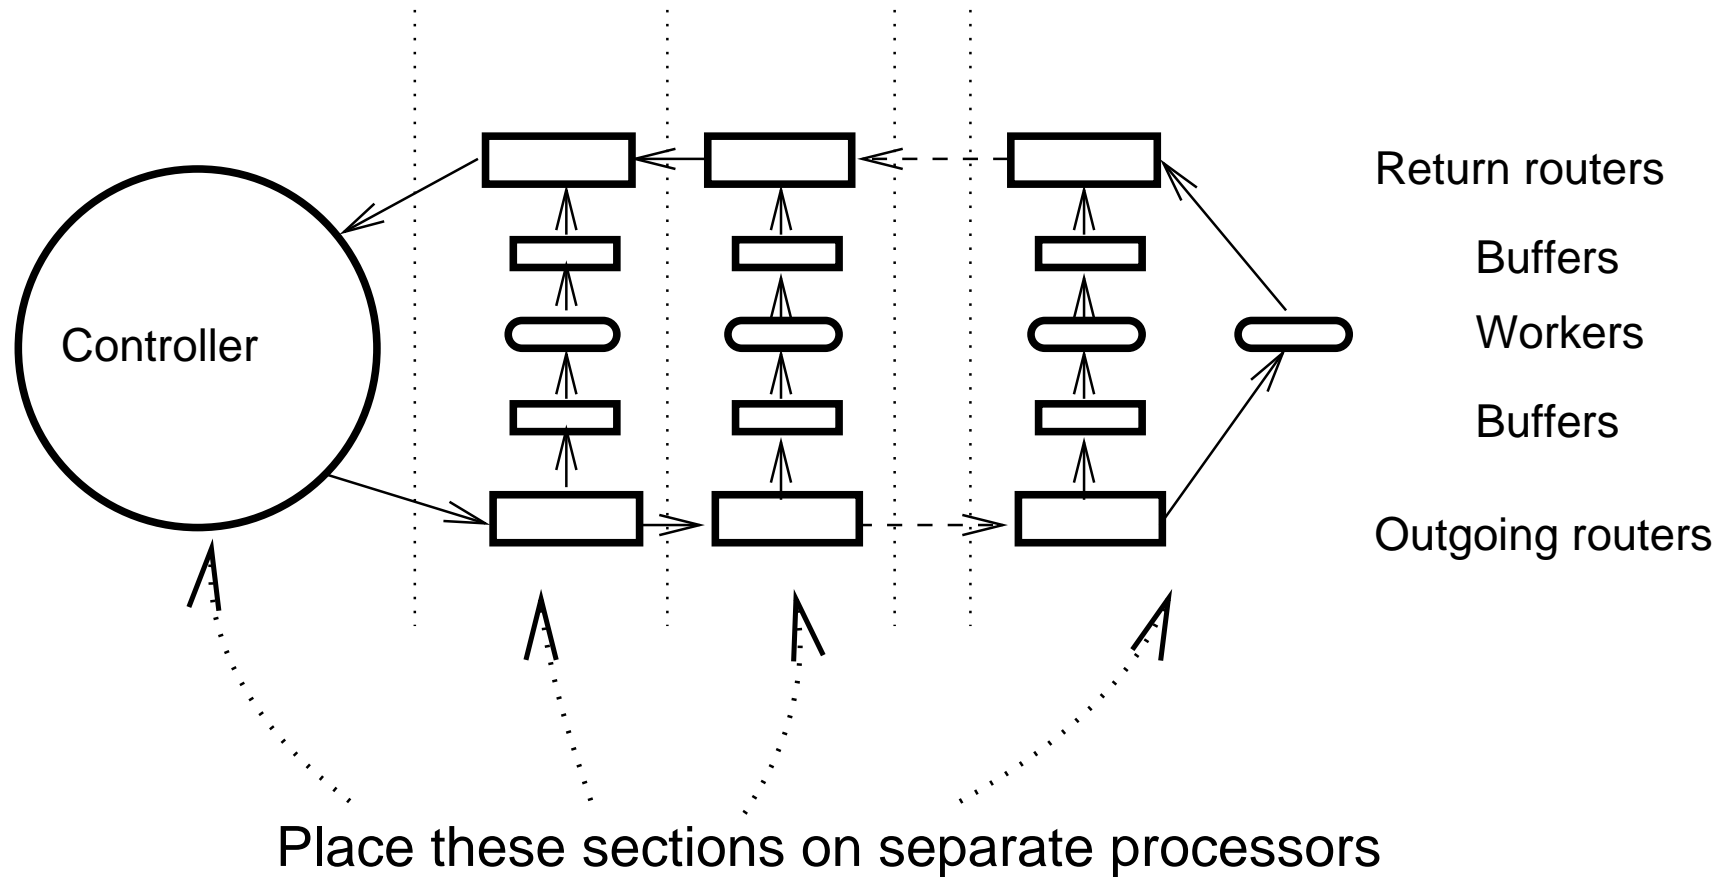 Return routers
Buffers
Controller
Workers
Buffers
Outgoing routers
Place these sections on separate processors